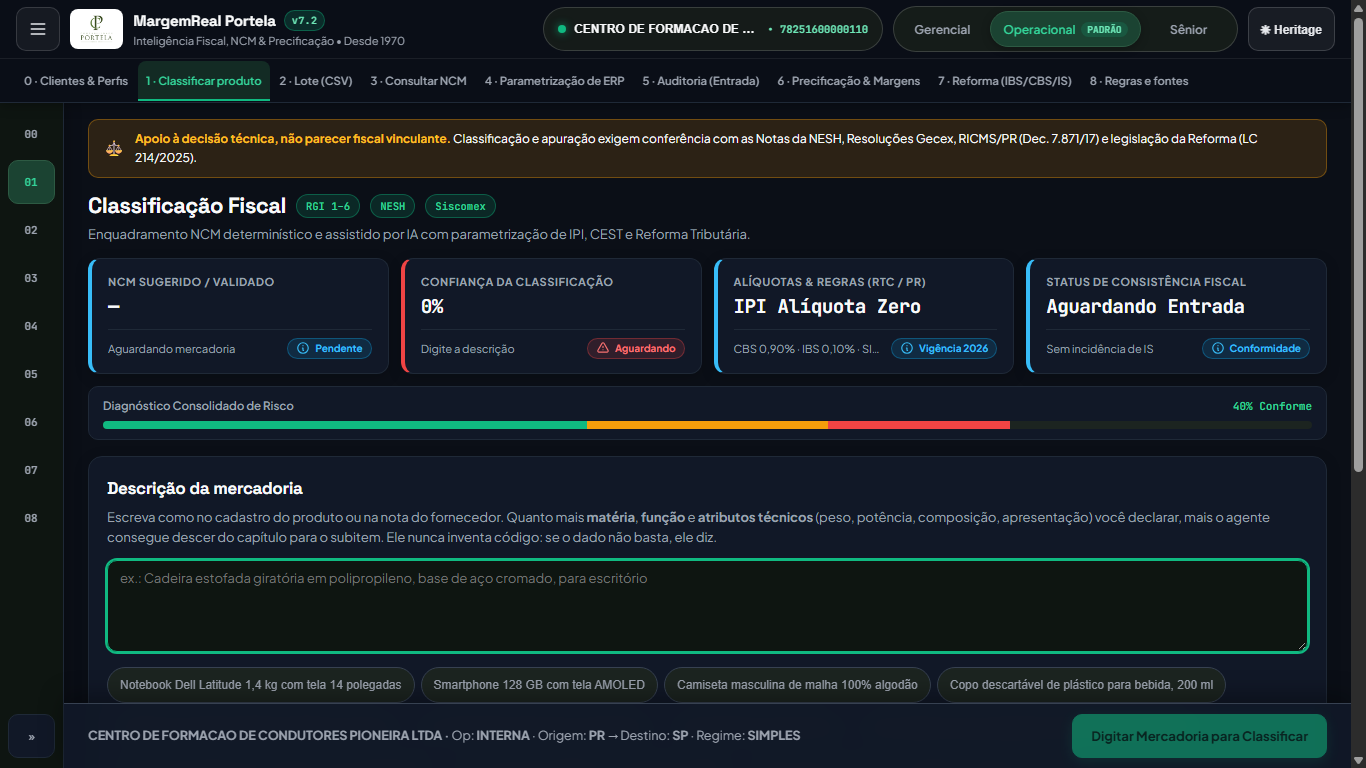 PORTELA
MargemReal Portela v7.2
Inteligência Fiscal, NCM & Precificação • Desde 1970
CENTRO DE FORMACAO DE ... • 78251600000110
Gerencial
Operacional PADRÃO
Sênior
Heritage
0 · Clientes & Perfis
1 · Classificar produto
2 · Lote (CSV)
3 · Consultar NCM
4 · Parametrização de ERP
5 · Auditoria (Entrada)
6 · Precificação & Margens
7 · Reforma (IBS/CBS/IS)
8 · Regras e fontes
00
01
02
03
04
05
06
07
08
»
Apoio à decisão técnica, não parecer fiscal vinculante. Classificação e apuração exigem conferência com as Notas da NESH, Resoluções Gecex, RICMS/PR (Dec. 7.871/17) e legislação da Reforma (LC
214/2025).
Classificação Fiscal RGI 1–6 NESH Siscomex
Enquadramento NCM determinístico e assistido por IA com parametrização de IPI, CEST e Reforma Tributária.
NCM SUGERIDO / VALIDADO
—
Aguardando mercadoria Pendente
CONFIANÇA DA CLASSIFICAÇÃO
0%
Digite a descrição Aguardando
ALÍQUOTAS & REGRAS (RTC / PR)
IPI Alíquota Zero
CBS 0,90% · IBS 0,10% · SI... Vigência 2026
STATUS DE CONSISTÊNCIA FISCAL
Aguardando Entrada
Sem incidência de IS Conformidade
Diagnóstico Consolidado de Risco 40% Conforme
Descrição da mercadoria
Escreva como no cadastro do produto ou na nota do fornecedor. Quanto mais matéria, função e atributos técnicos (peso, potência, composição, apresentação) você declarar, mais o agente
consegue descer do capítulo para o subitem. Ele nunca inventa código: se o dado não basta, ele diz.
ex.: Cadeira estofada giratória em polipropileno, base de aço cromado, para escritório
Notebook Dell Latitude 1,4 kg com tela 14 polegadas
Smartphone 128 GB com tela AMOLED
Camiseta masculina de malha 100% algodão
Copo descartável de plástico para bebida, 200 ml
CENTRO DE FORMACAO DE CONDUTORES PIONEIRA LTDA · Op: INTERNA · Origem: PR → Destino: SP · Regime: SIMPLES
Digitar Mercadoria para Classificar